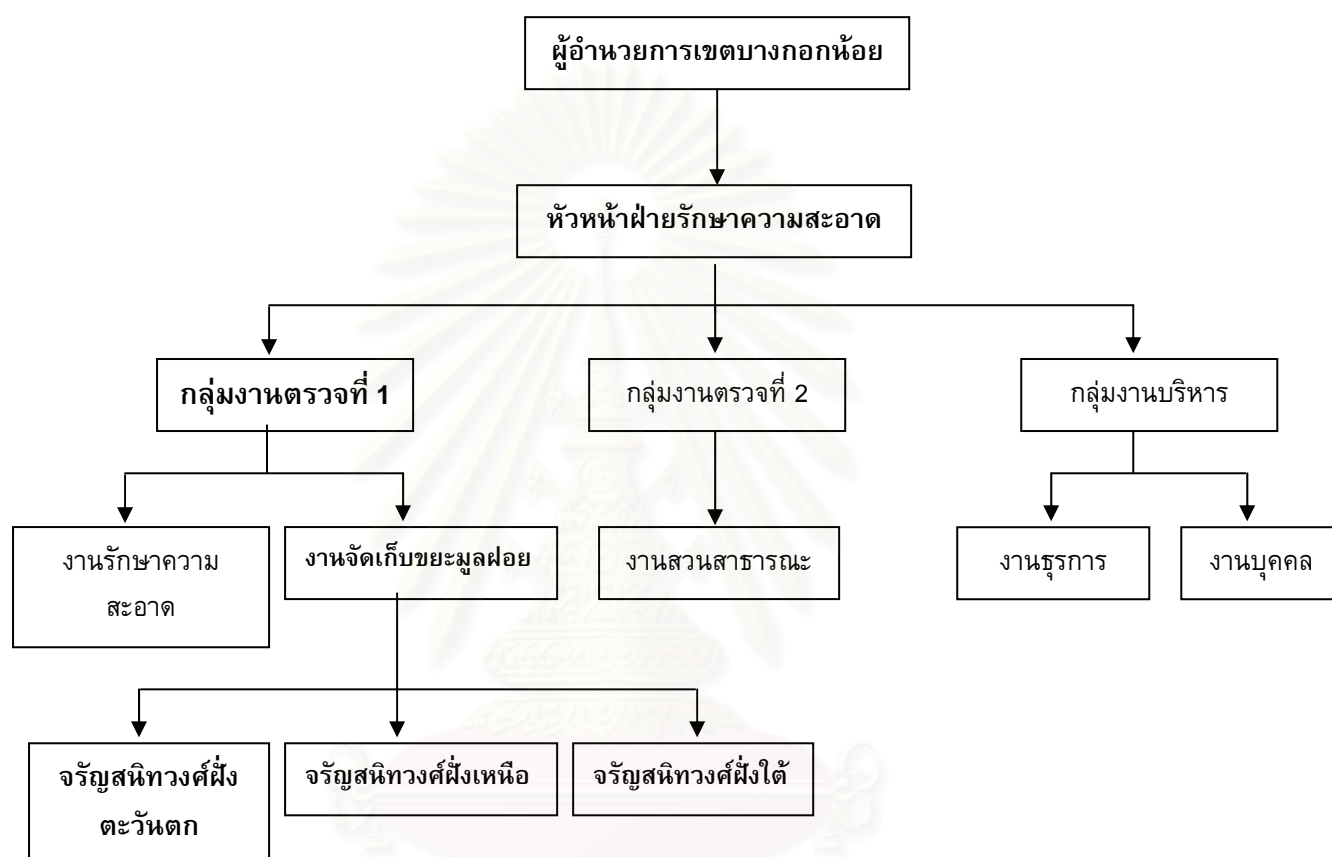 ผู้อำนวยการเขตบางกอกน้อย
หัวหน้าฝ่ายรักษาความสะอาด
กลุ่มงานตรวจที่ 1
กลุ่มงานตรวจที่ 2
กลุ่มงานบริหาร
งานรักษาความ
สะอาด
งานจัดเก็บขยะมูลฝอย
งานสวนสาธารณะ
งานธุรการ
งานบุคคล
จรัญสนิทวงศ์ฝั่ง
ตะวันตก
จรัญสนิทวงศ์ฝั่งเหนือ
จรัญสนิทวงศ์ฝั่งใต้